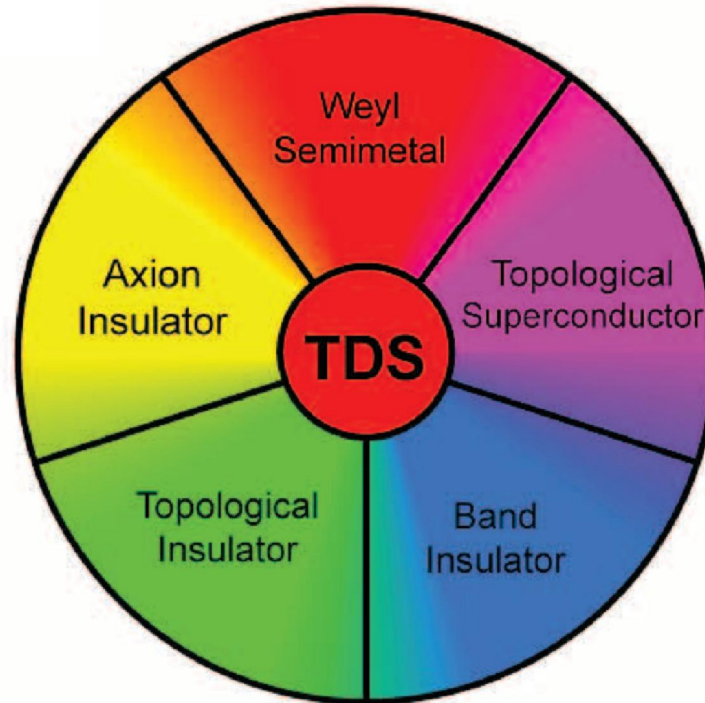 Weyl
Semimetal
Axion
Insulator
Topological
Superconductor
TDS
Topological
Insulator
Band
Insulator